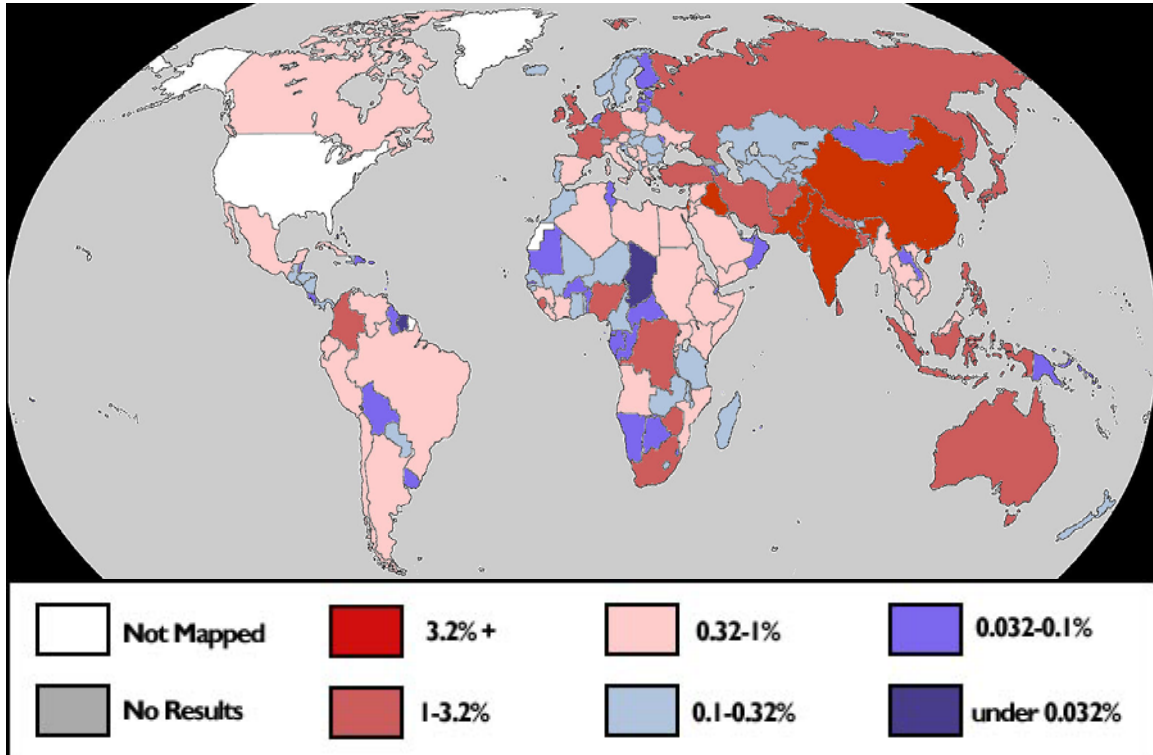 Not Mapped
3.2% +
0.32-1%
0.032-0.1%
No Results
1-3.2%
0.1-0.32%
under 0.032%